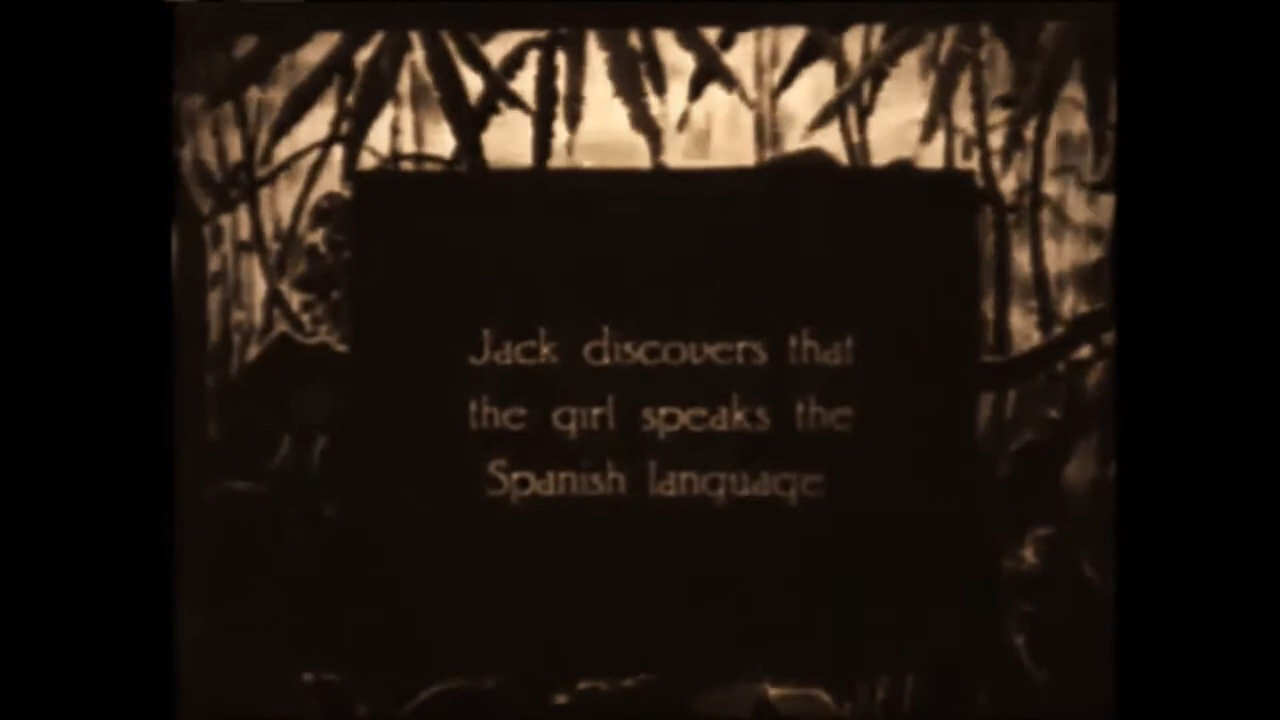 Jack discovers that
the girl speaks the
Spanish language